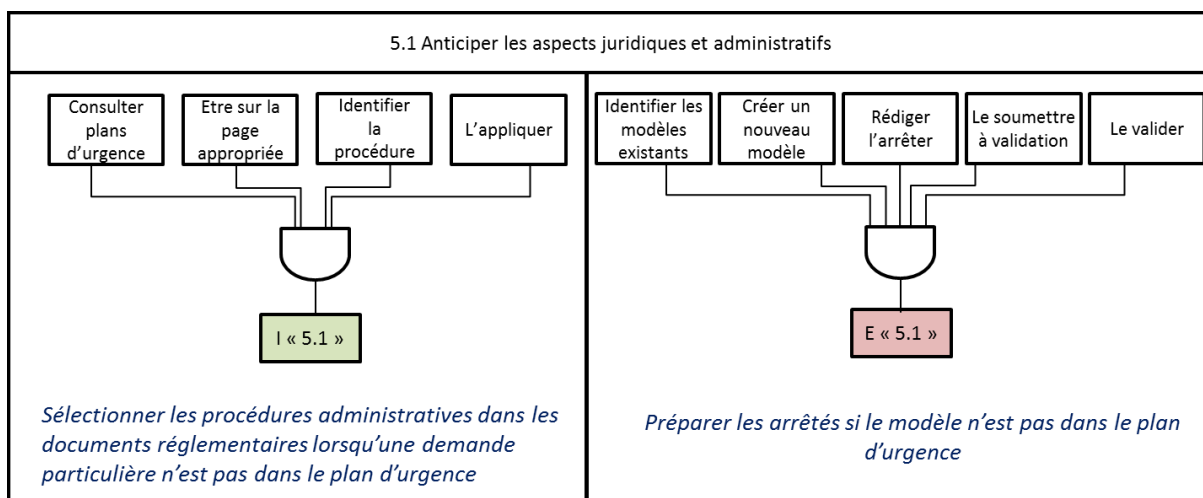 5.1 Anticiper les aspects juridiques et administratifs
Consulter
plans
d'urgence
Etre sur la
page
appropriée
Identifier
la
procédure
L'appliquer
I « 5.1 »
Sélectionner les procédures administratives dans les
documents réglementaires lorsqu'une demande
particulière n'est pas dans le plan d'urgence
Identifier les
modèles
existants
Créer un
nouveau
modèle
Rédiger
l'arrêter
Le soumettre
à validation
Le valider
E « 5.1 »
Préparer les arrêtés si le modèle n'est pas dans le plan
d'urgence